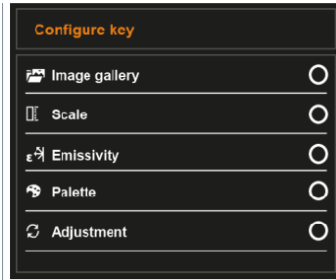 Configure key
Image gallery
Scale
ε Emissivity
Palette
Adjustment